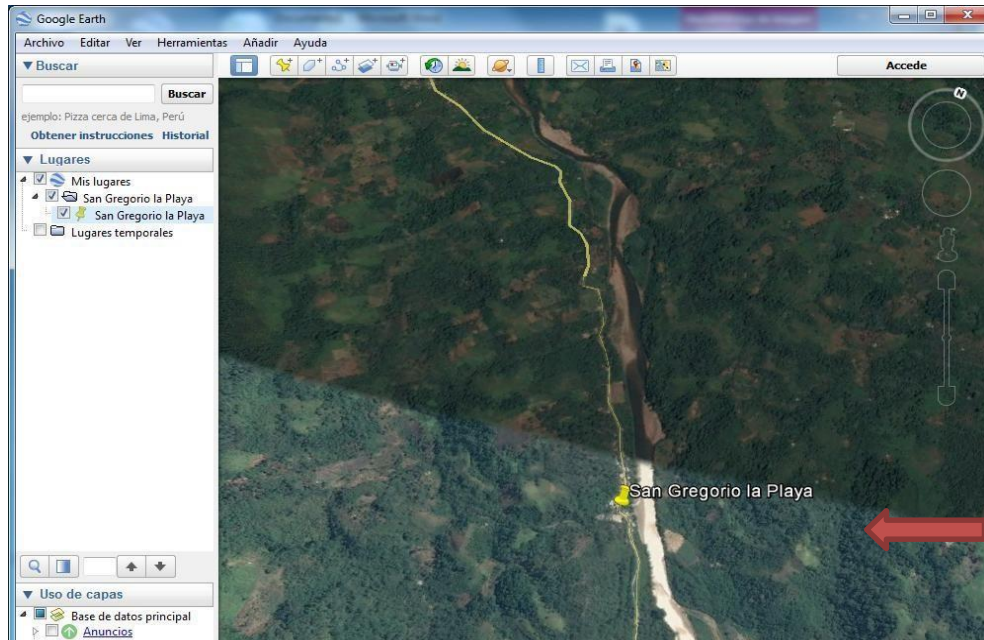 Google Earth
Archivo Editar Ver Herramientas Añadir Ayuda
Buscar
Accede
Buscar
ejemplo: Pizza cerca de Lima, Perú
Obtener instrucciones Historial
Lugares
Mis lugares
San Gregorio la Playa
San Gregorio la Playa
Lugares temporales
N
San Gregorio la Playa
Uso de capas
Base de datos principal
Anuncios